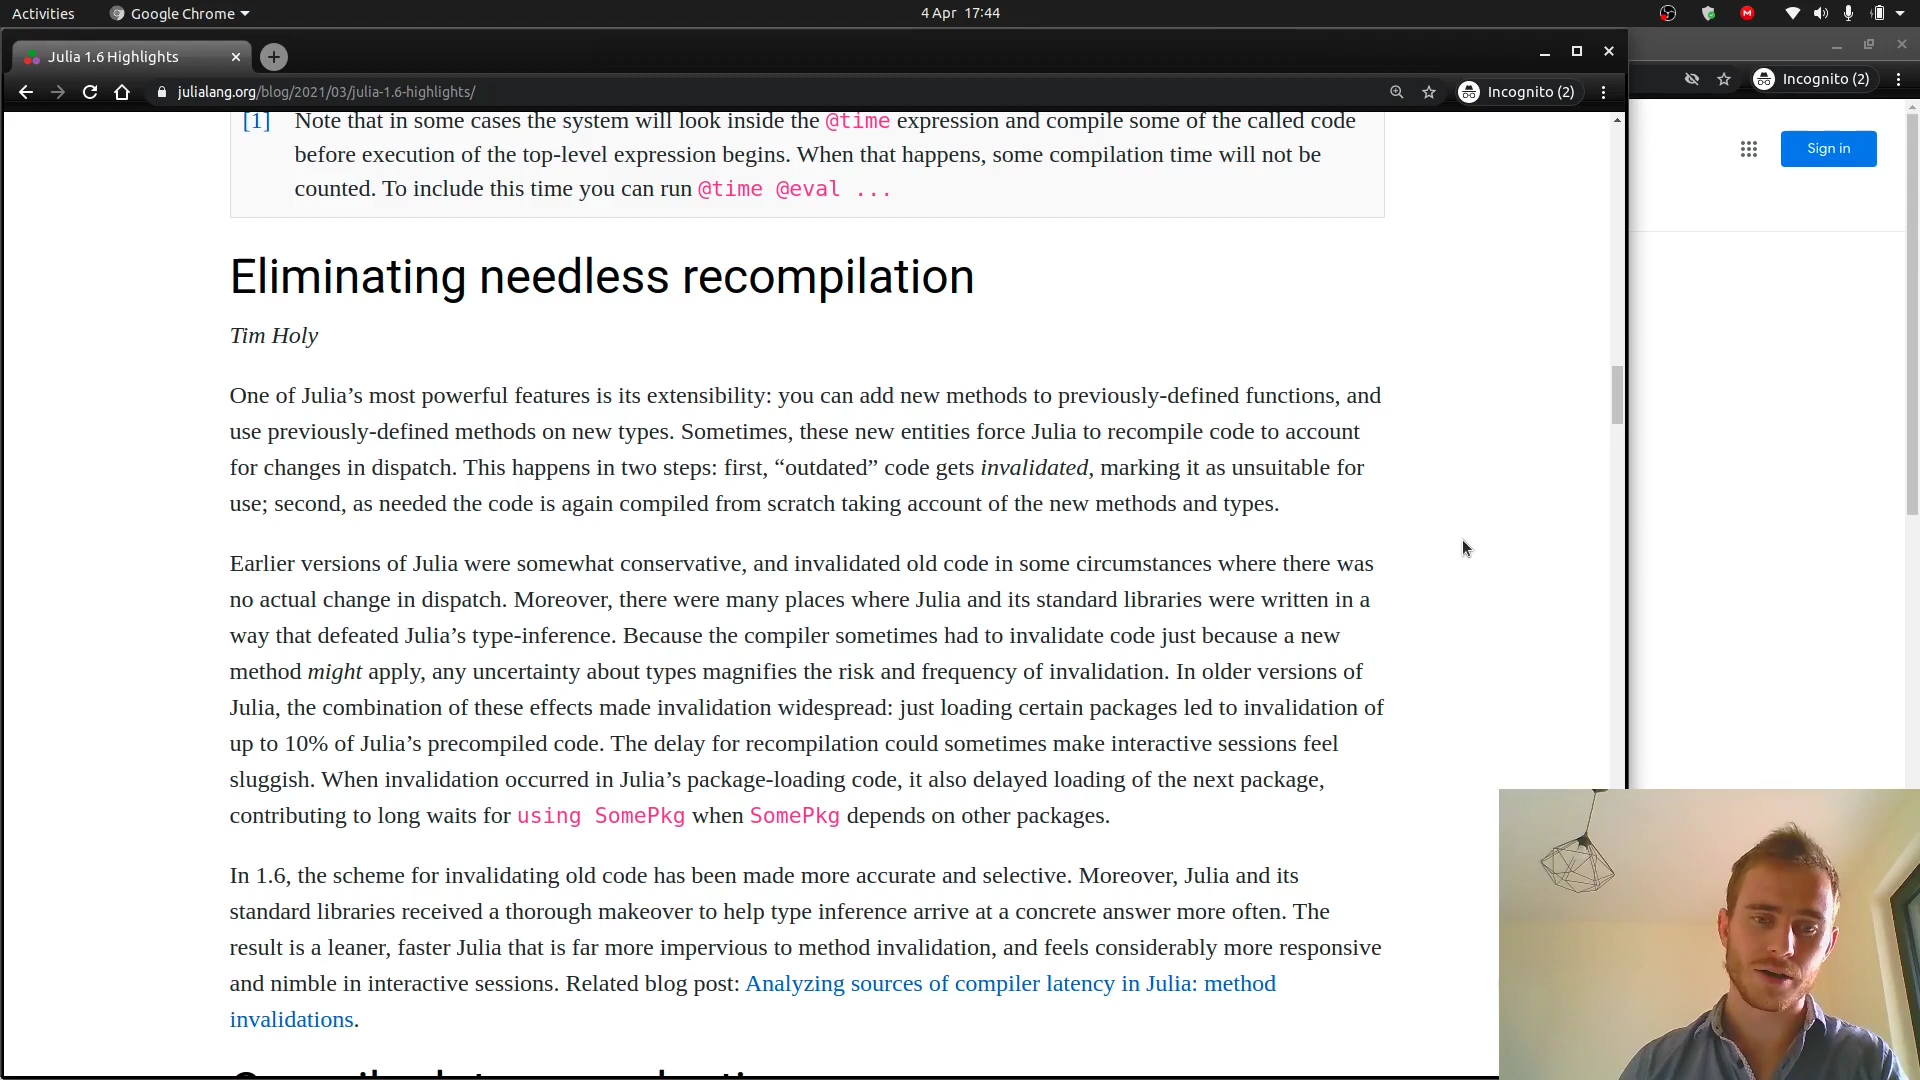 Activities
Google Chrome
4 Apr 17:44
M
Julia 1.6 Highlights
julialang.org/blog/2021/03/julia-1.6-highlights/
Incognito (2)
Incognito (2)
Sign in
[1] Note that in some cases the system will look inside the @time expression and compile some of the called code
before execution of the top-level expression begins. When that happens, some compilation time will not be
counted. To include this time you can run @time @eval ...
Eliminating needless recompilation
Tim Holy
One of Julia’s most powerful features is its extensibility: you can add new methods to previously-defined functions, and
use previously-defined methods on new types. Sometimes, these new entities force Julia to recompile code to account
for changes in dispatch. This happens in two steps: first, “outdated” code gets invalidated, marking it as unsuitable for
use; second, as needed the code is again compiled from scratch taking account of the new methods and types.
Earlier versions of Julia were somewhat conservative, and invalidated old code in some circumstances where there was
no actual change in dispatch. Moreover, there were many places where Julia and its standard libraries were written in a
way that defeated Julia’s type-inference. Because the compiler sometimes had to invalidate code just because a new
method might apply, any uncertainty about types magnifies the risk and frequency of invalidation. In older versions of
Julia, the combination of these effects made invalidation widespread: just loading certain packages led to invalidation of
up to 10% of Julia’s precompiled code. The delay for recompilation could sometimes make interactive sessions feel
sluggish. When invalidation occurred in Julia’s package-loading code, it also delayed loading of the next package,
contributing to long waits for using SomePkg when SomePkg depends on other packages.
In 1.6, the scheme for invalidating old code has been made more accurate and selective. Moreover, Julia and its
standard libraries received a thorough makeover to help type inference arrive at a concrete answer more often. The
result is a leaner, faster Julia that is far more impervious to method invalidation, and feels considerably more responsive
and nimble in interactive sessions. Related blog post: Analyzing sources of compiler latency in Julia: method
invalidations.